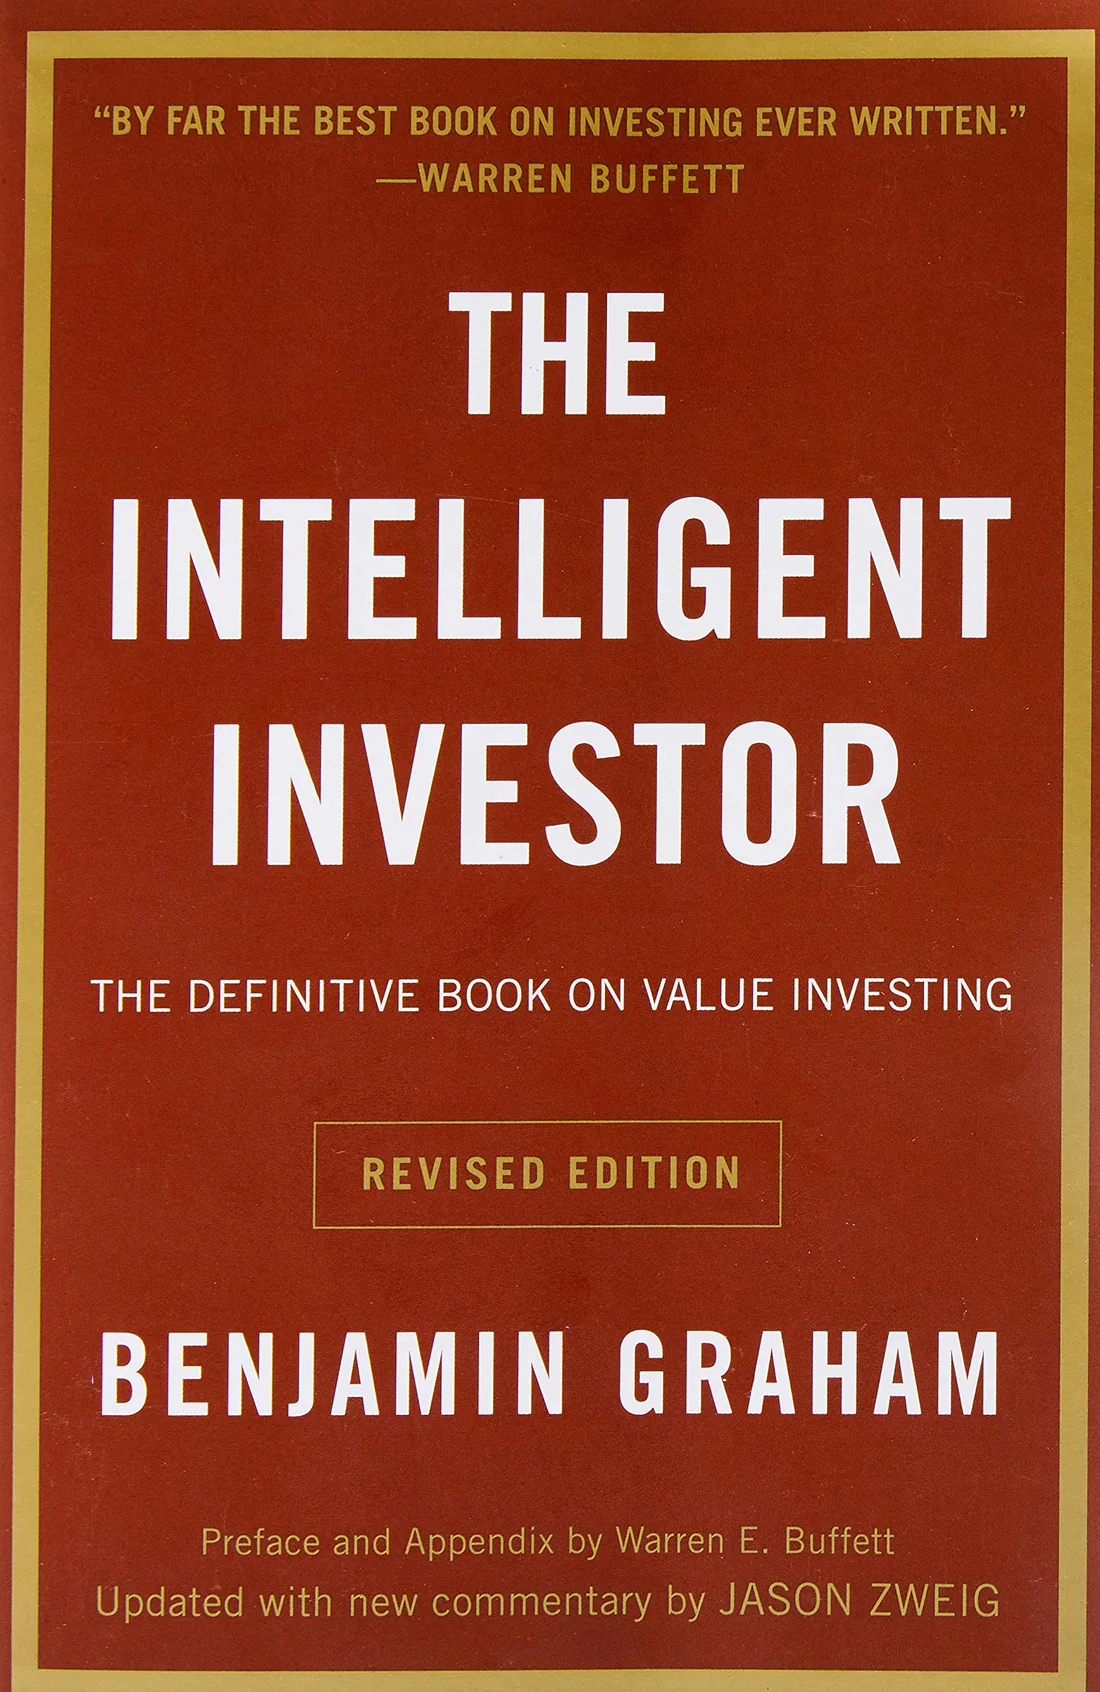 “BY FAR THE BEST BOOK ON INVESTING EVER WRITTEN.”
—WARREN BUFFETT
THE
INTELLIGENT
INVESTOR
THE DEFINITIVE BOOK ON VALUE INVESTING
REVISED EDITION
BENJAMIN GRAHAM
Preface and Appendix by Warren E. Buffett
Updated with new commentary by JASON ZWEIG